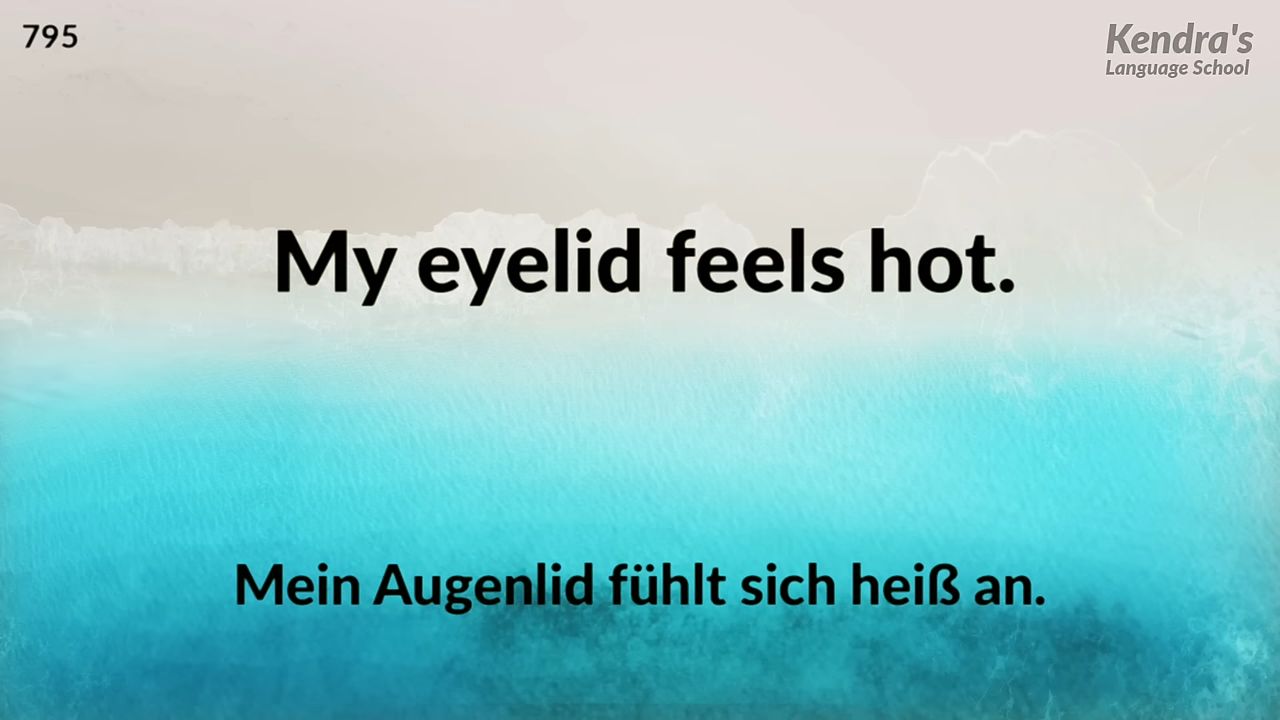 795
Kendra's
Language School
My eyelid feels hot.
Mein Augenlid fühlt sich heiß an.